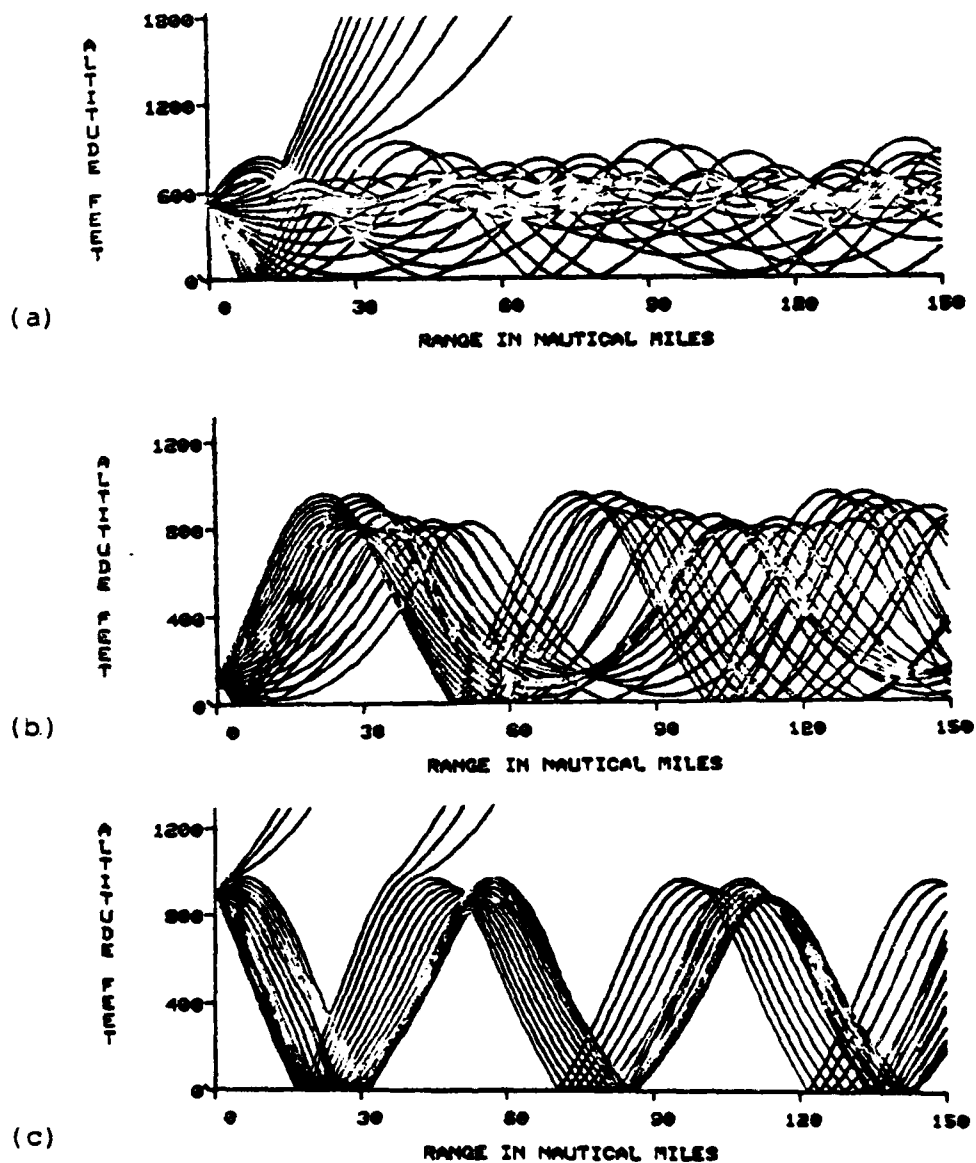 ALTITUDE FEET
1800
1200
600
0
0 30 60 90 120 150
(a)
RANGE IN NAUTICAL MILES
ALTITUDE FEET
1200
800
400
0
0 30 60 90 120 150
(b)
RANGE IN NAUTICAL MILES
ALTITUDE FEET
1200
800
400
0
0 30 60 90 120 150
(c)
RANGE IN NAUTICAL MILES